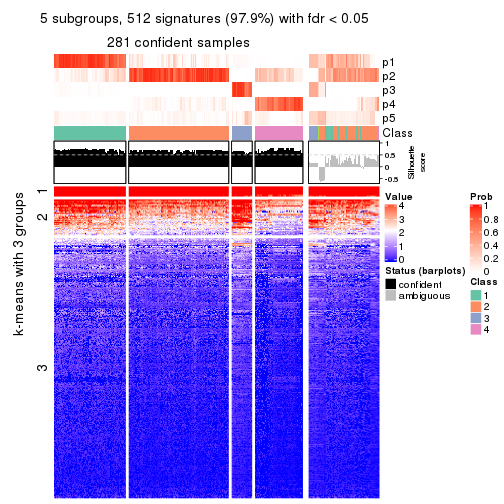 5 subgroups, 512 signatures (97.9%) with fdr < 0.05
281 confident samples
p1
p2
p3
p4
p5
Class
1
0.5
0
-0.5
Silhouette
score
k-means with 3 groups
1
2
3
Value
4
3
2
1
0
Status (barplots)
confident
ambiguous
Prob
1
0.8
0.6
0.4
0.2
0
Class
1
2
3
4